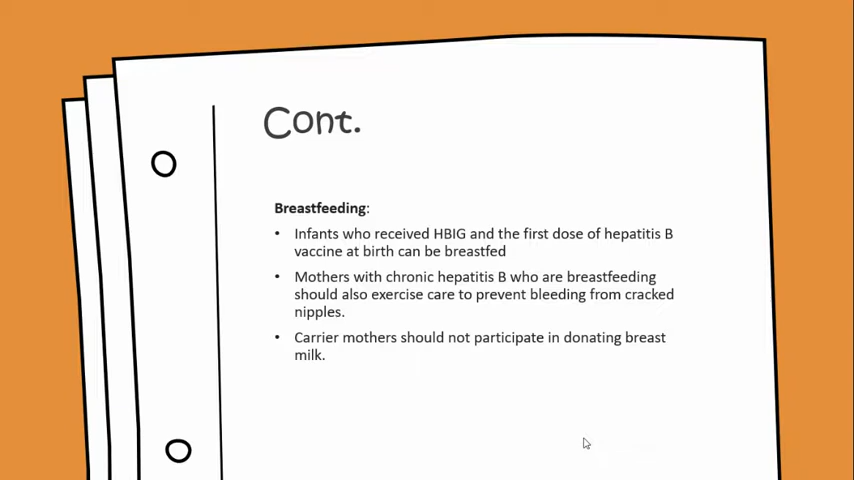 Cont.
Breastfeeding:
• Infants who received HBIG and the first dose of hepatitis B
vaccine at birth can be breastfed
• Mothers with chronic hepatitis B who are breastfeeding
should also exercise care to prevent bleeding from cracked
nipples.
• Carrier mothers should not participate in donating breast
milk.